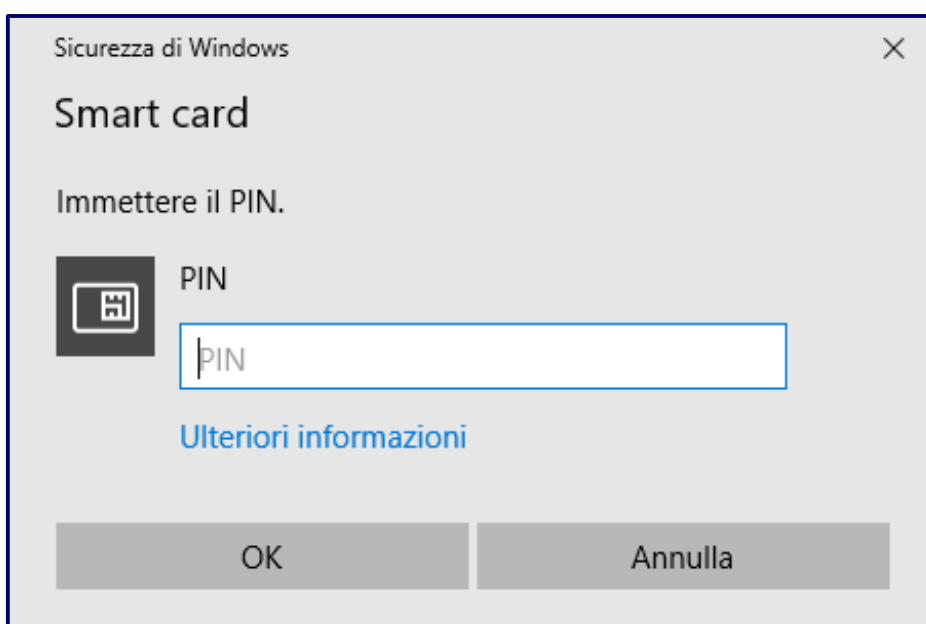 Sicurezza di Windows
Smart card
Immettere il PIN.
PIN
PIN
Ulteriori informazioni
OK
Annulla